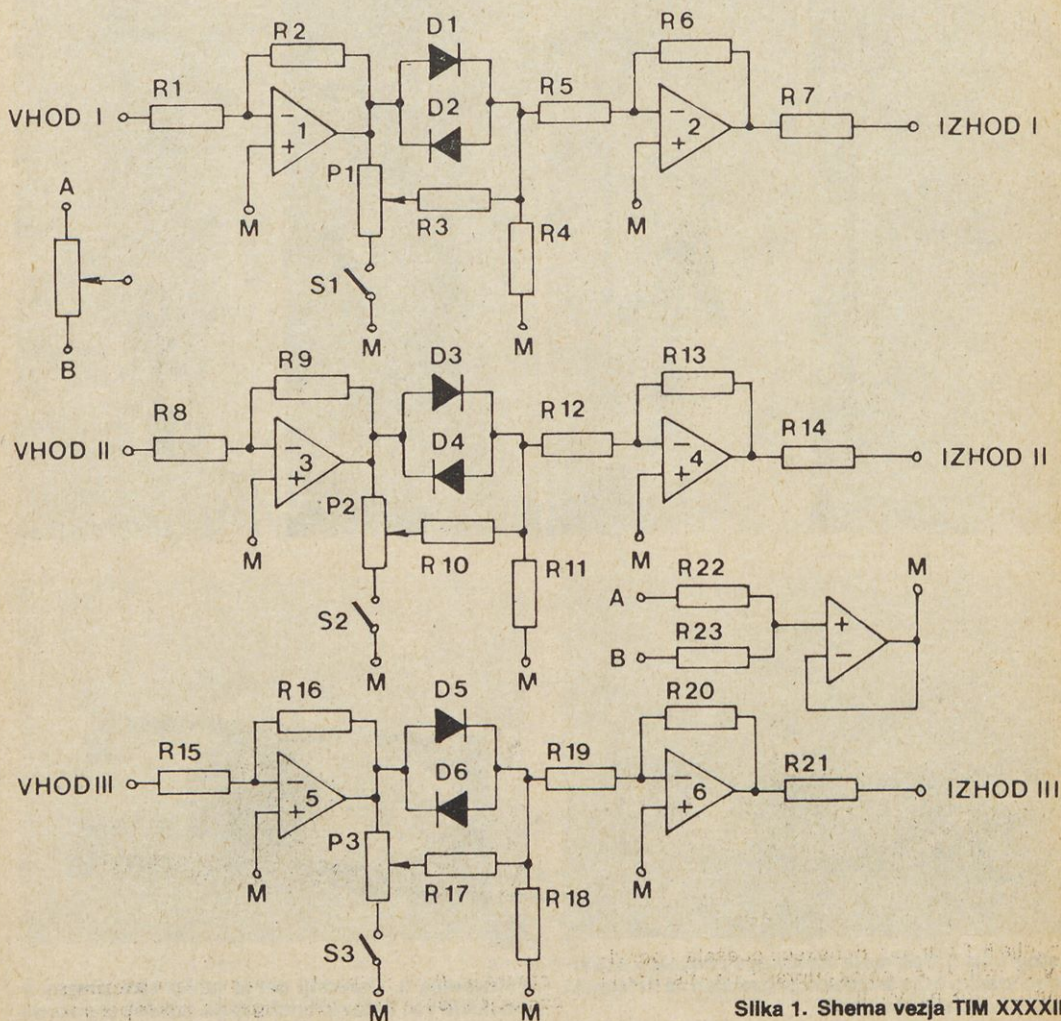 R2
D1
R6
VHOD I
R1
1
D2
R5
2
R7
IZHOD I
A
P1
R3
M
M
R4
S1
B
M
M
R9
D3
R13
VHOD II
R8
3
D4
R12
4
R14
IZHOD II
P2
M
R10
M
R11
A
R22
M
S2
B
R23
M
M
R16
D5
R20
VHOD III
R15
5
D6
R19
6
R21
IZHOD III
P3
M
R17
M
R18
S3
M
M
Slika 1. Shema vezja TIM XXXXII